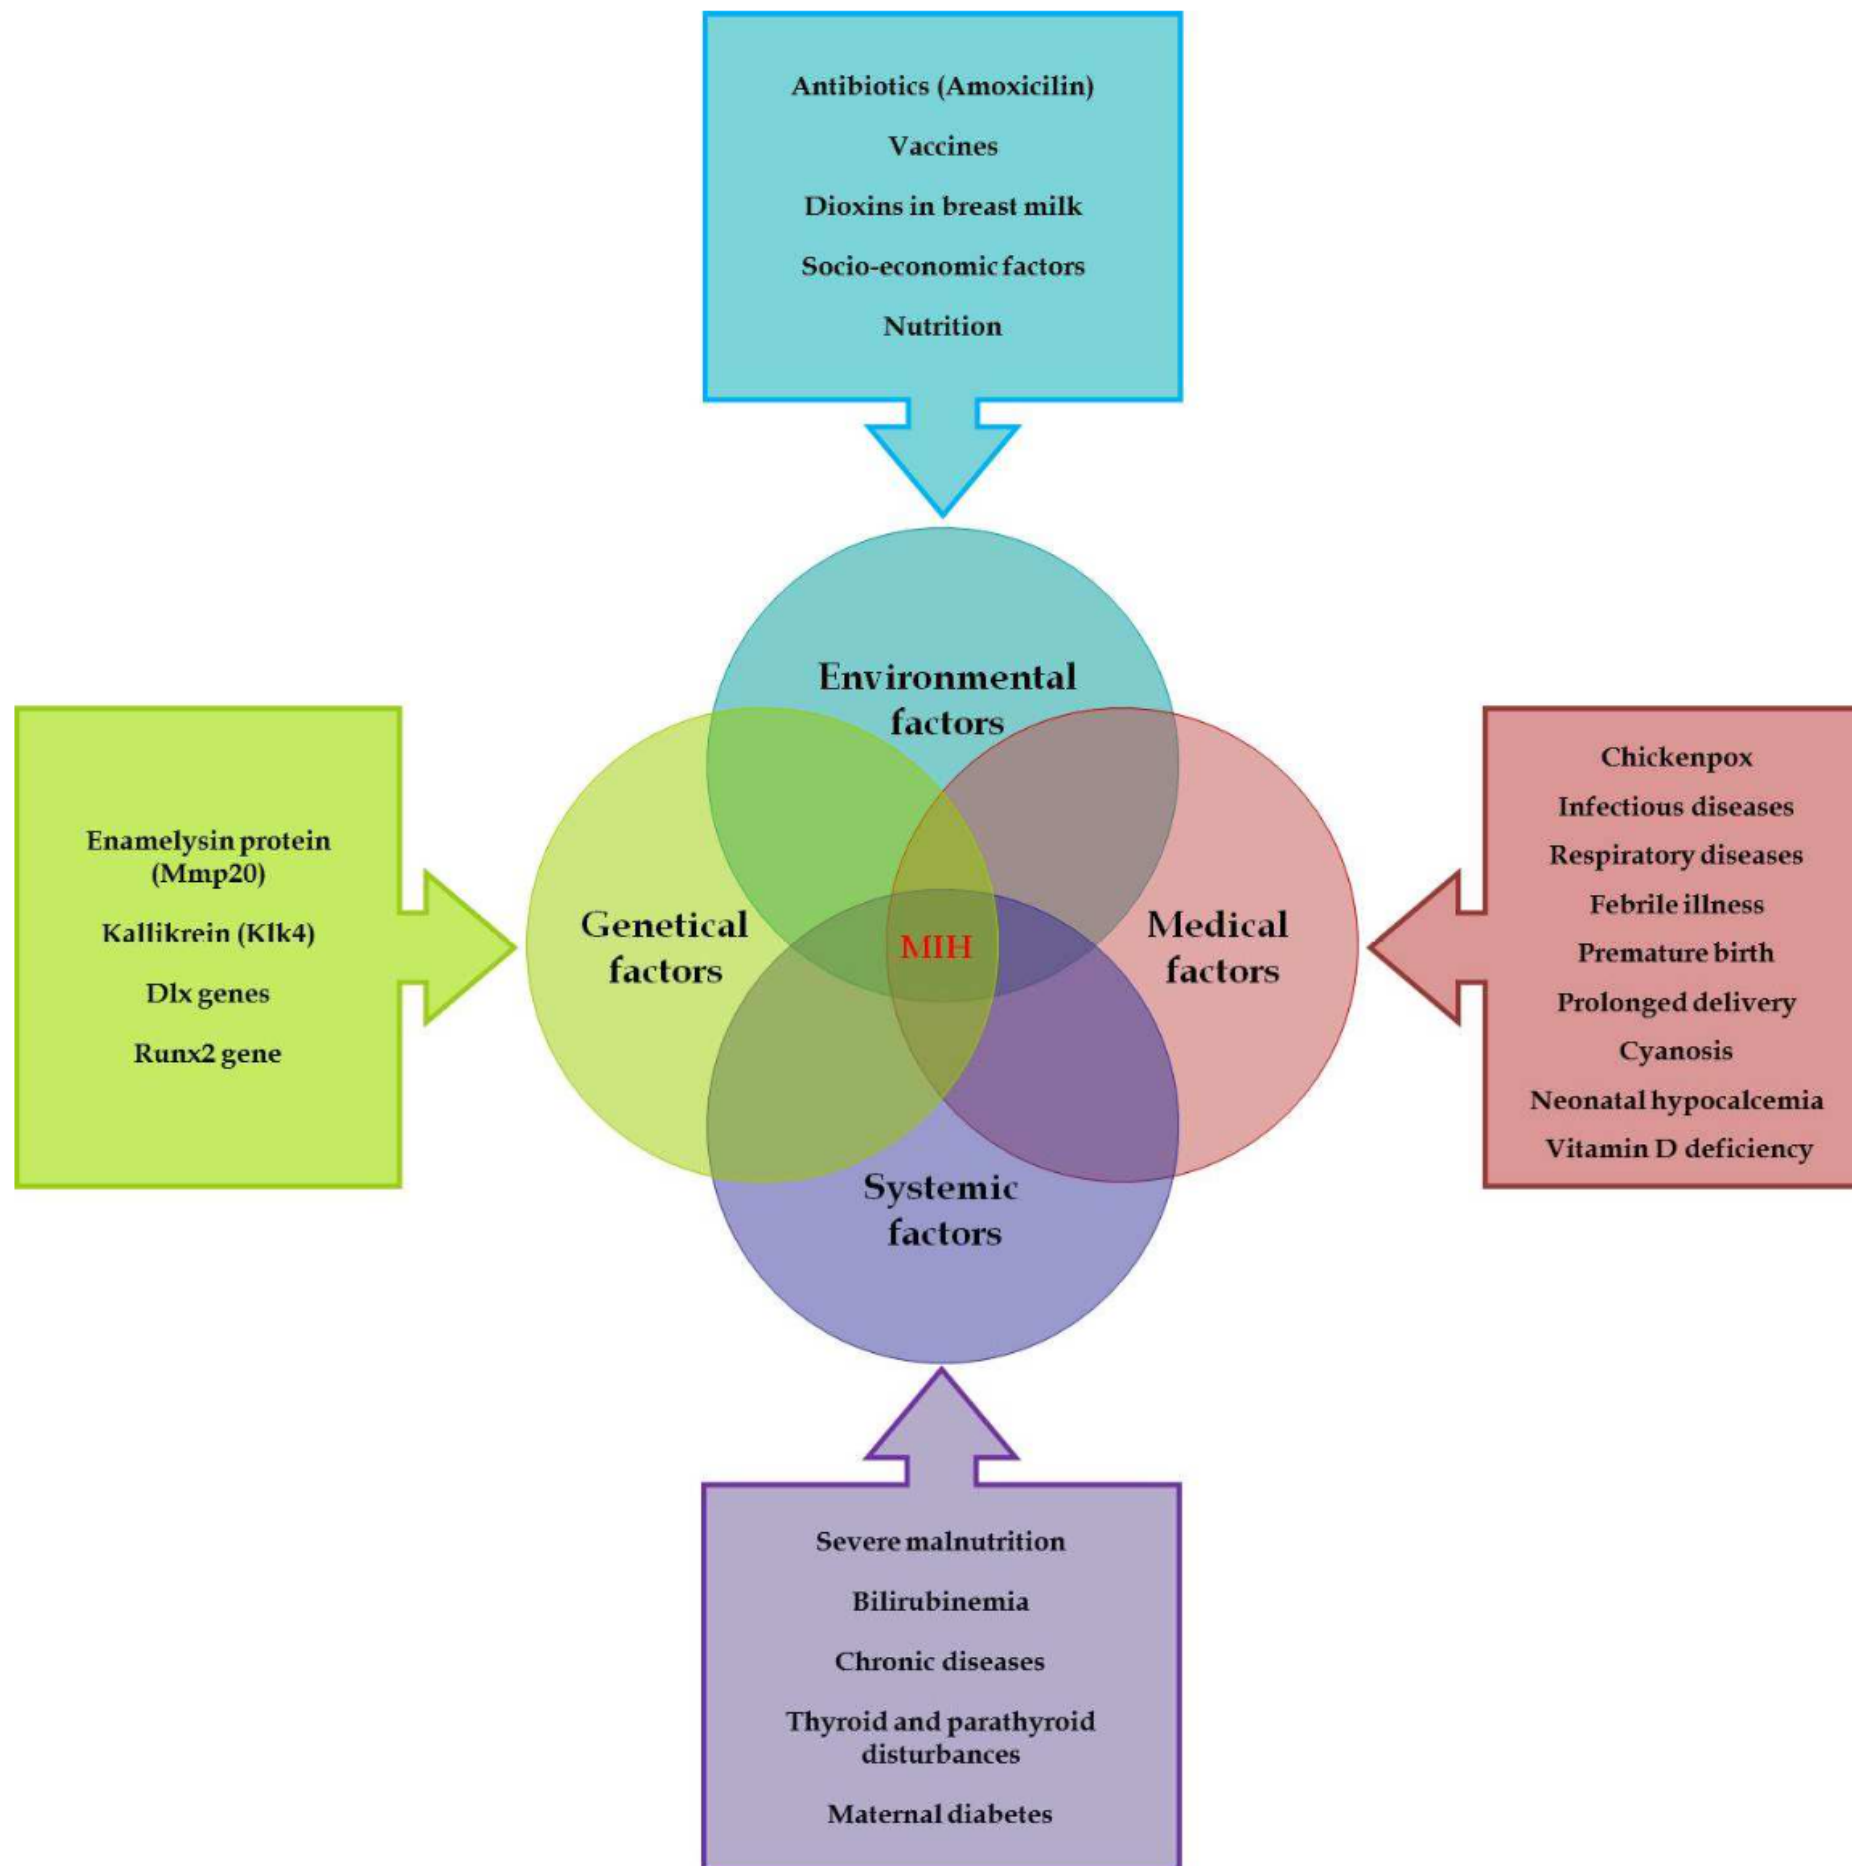 Antibiotics (Amoxicilin)
Vaccines
Dioxins in breast milk
Socio-economic factors
Nutrition
Environmental
factors
Enamelysin protein
(Mmp20)
Kallikrein (Klk4)
Dlx genes
Runx2 gene
Genetical
factors
MIH
Medical
factors
Chickenpox
Infectious diseases
Respiratory diseases
Febrile illness
Premature birth
Prolonged delivery
Cyanosis
Neonatal hypocalcemia
Vitamin D deficiency
Systemic
factors
Severe malnutrition
Bilirubinemia
Chronic diseases
Thyroid and parathyroid
disturbances
Maternal diabetes